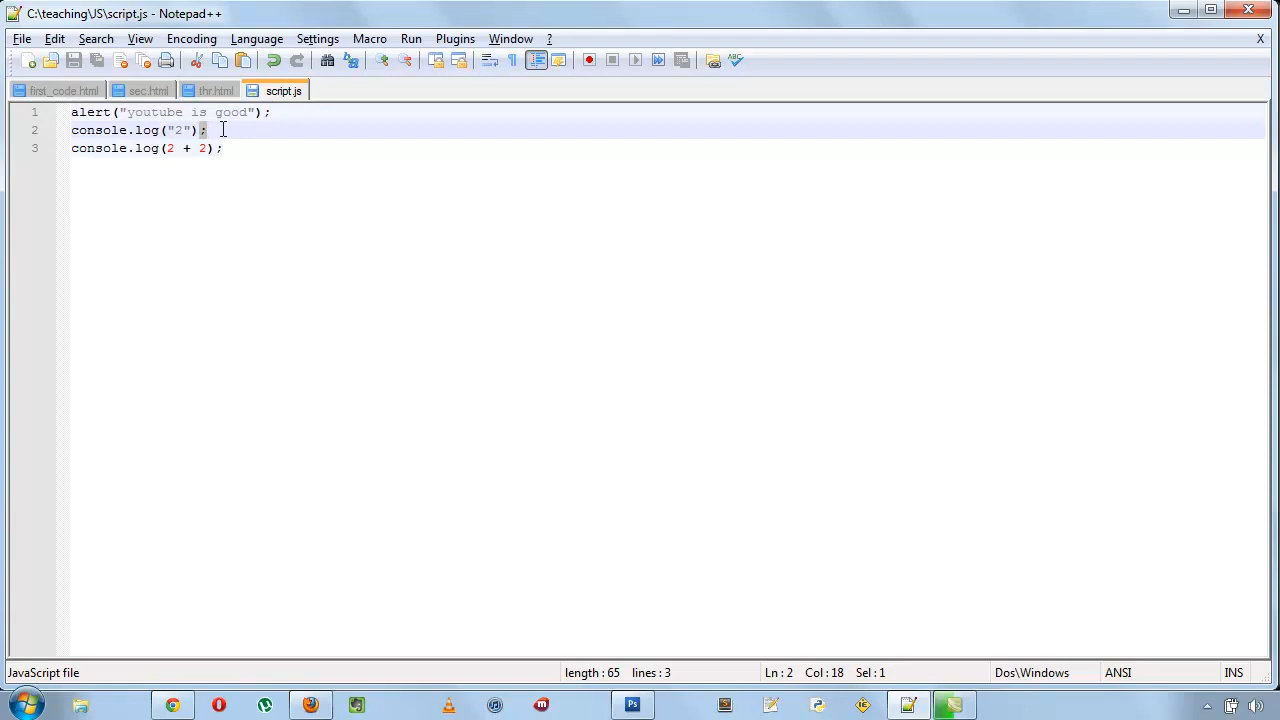 C:\teaching\JS\script.js - Notepad++
File Edit Search View Encoding Language Settings Macro Run Plugins Window ? X
first_code.html sec.html thr.html script.js
1 alert("youtube is good");
2 console.log("2");
3 console.log(2 + 2);
JavaScript file length : 65 lines : 3 Ln : 2 Col : 18 Sel : 1 Dos\Windows ANSI INS